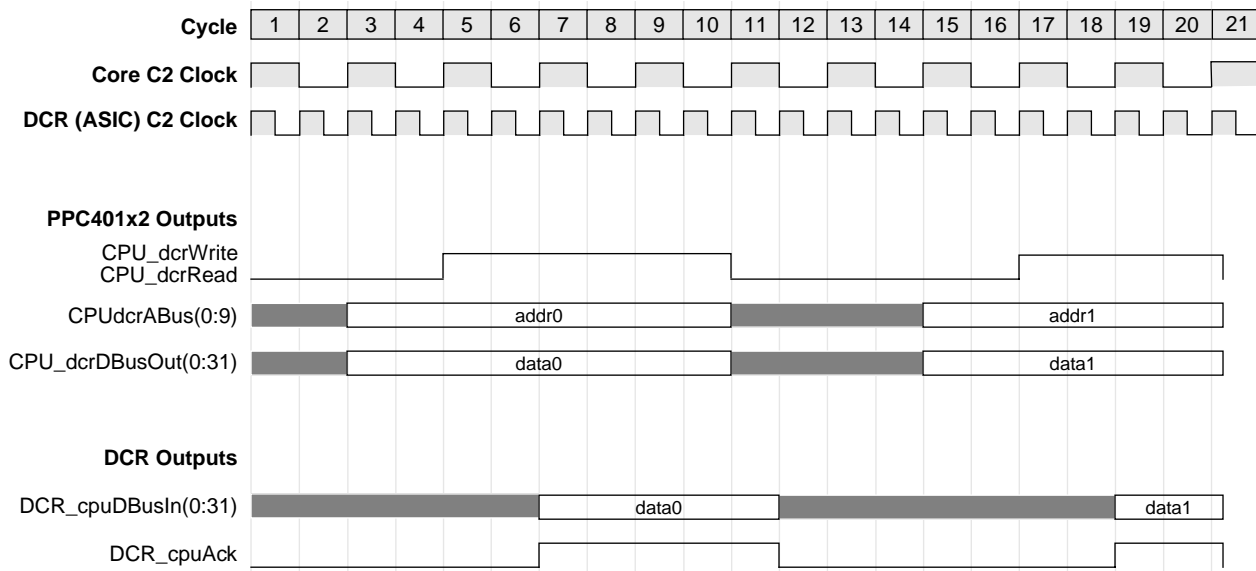 Cycle 1 2 3 4 5 6 7 8 9 10 11 12 13 14 15 16 17 18 19 20 21
Core C2 Clock
DCR (ASIC) C2 Clock
PPC401x2 Outputs
CPU_dcrWrite
CPU_dcrRead
CPUdcrABus(0:9) addr0 addr1
CPU_dcrDBusOut(0:31) data0 data1
DCR Outputs
DCR_cpuDBusIn(0:31) data0 data1
DCR_cpuAck